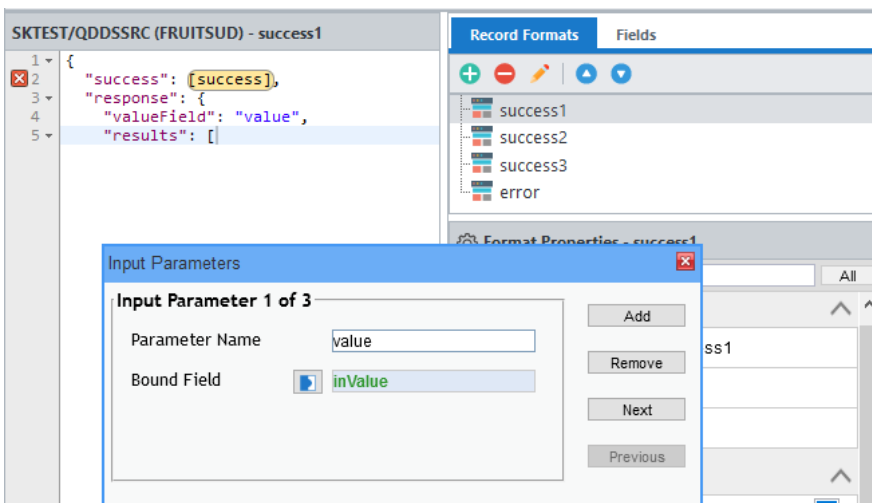 SKTEST/QDDSSRC (FRUITSUD) - success1
1 {
2 "success": [success],
3 "response": {
4 "valueField": "value",
5 "results": [
Record Formats Fields
success1
success2
success3
error
Format Properties - success1
All
ss1
Input Parameters
Input Parameter 1 of 3
Parameter Name value
Bound Field inValue
Add
Remove
Next
Previous